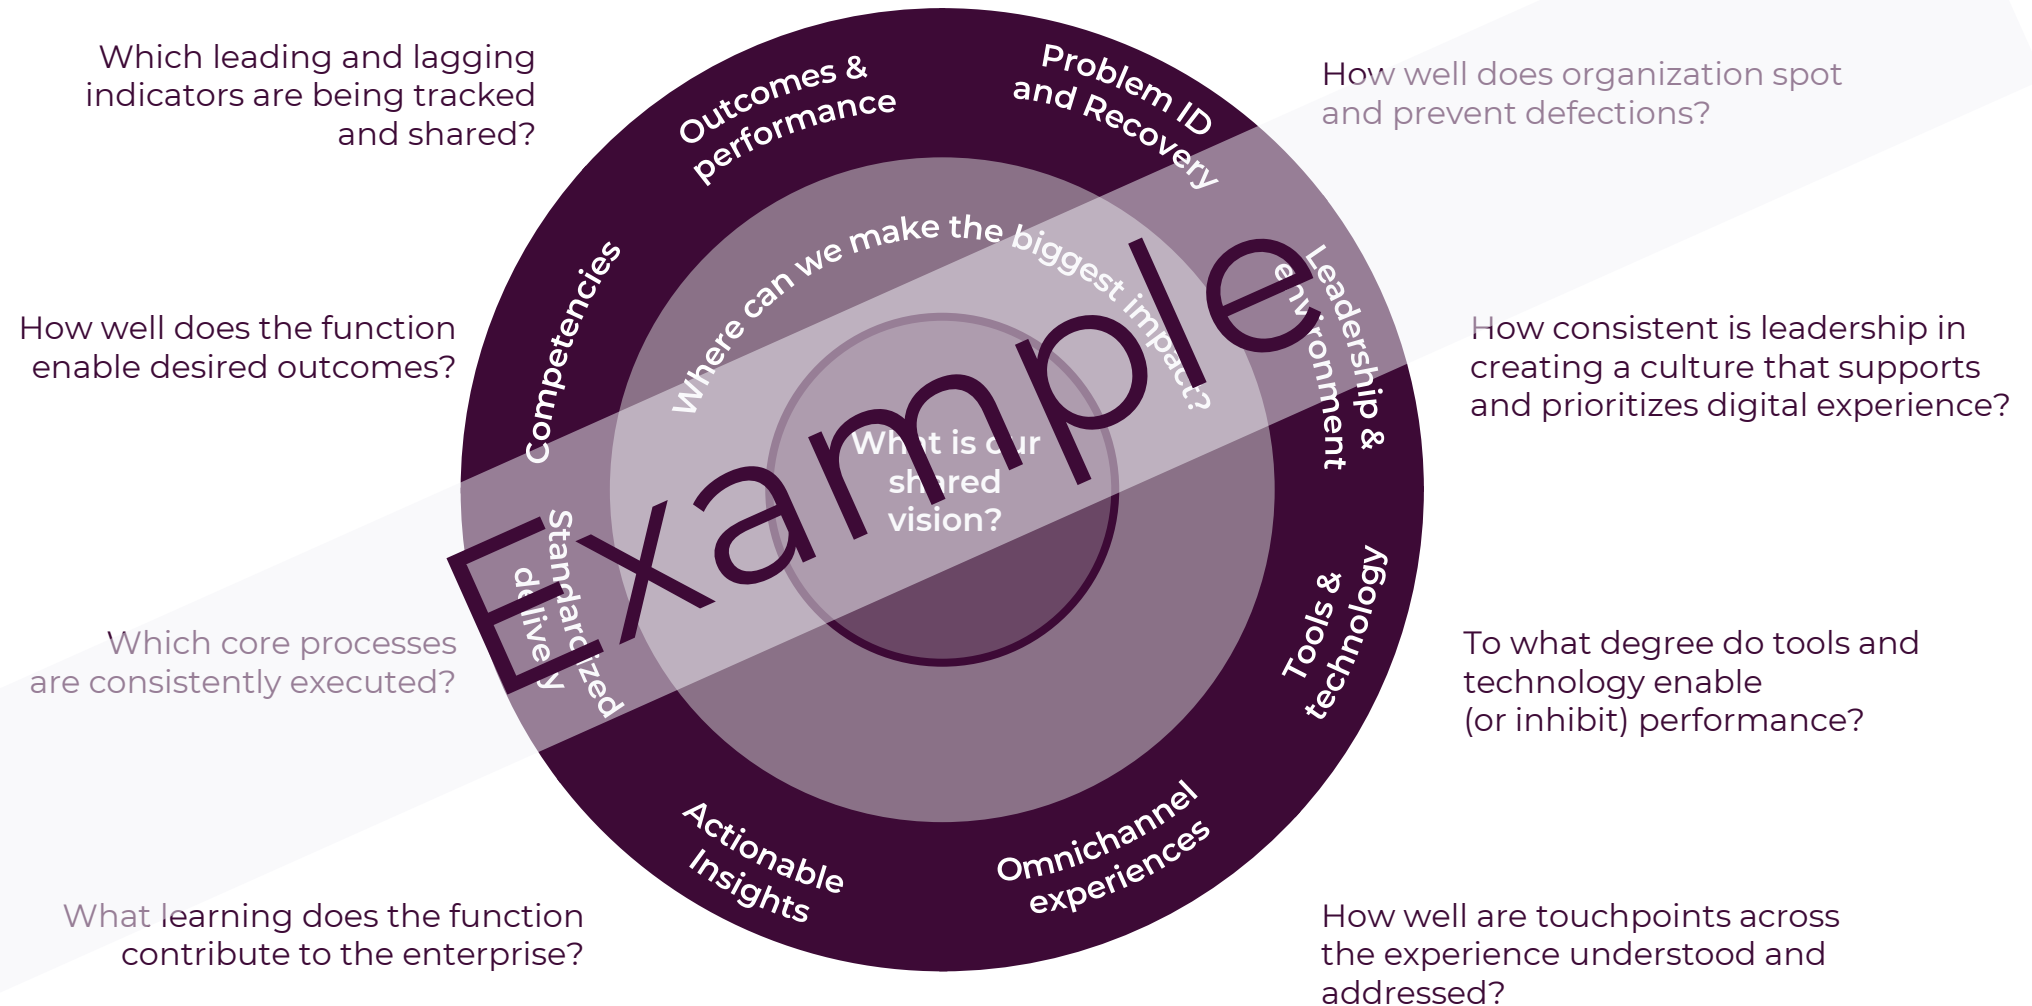 Which leading and lagging
indicators are being tracked
and shared?
Outcomes &
performance
Problem ID
and Recovery
How well does organization spot
and prevent defections?
Competencies
How well does the function
enable desired outcomes?
Where can we make the biggest impact?
What is our
shared
vision?
Leadership &
environment
How consistent is leadership in
creating a culture that supports
and prioritizes digital experience?
Example
Standardized
delivery
Which core processes
are consistently executed?
Tools &
technology
To what degree do tools and
technology enable
(or inhibit) performance?
Actionable
Insights
Omnichannel
experiences
What learning does the function
contribute to the enterprise?
How well are touchpoints across
the experience understood and
addressed?